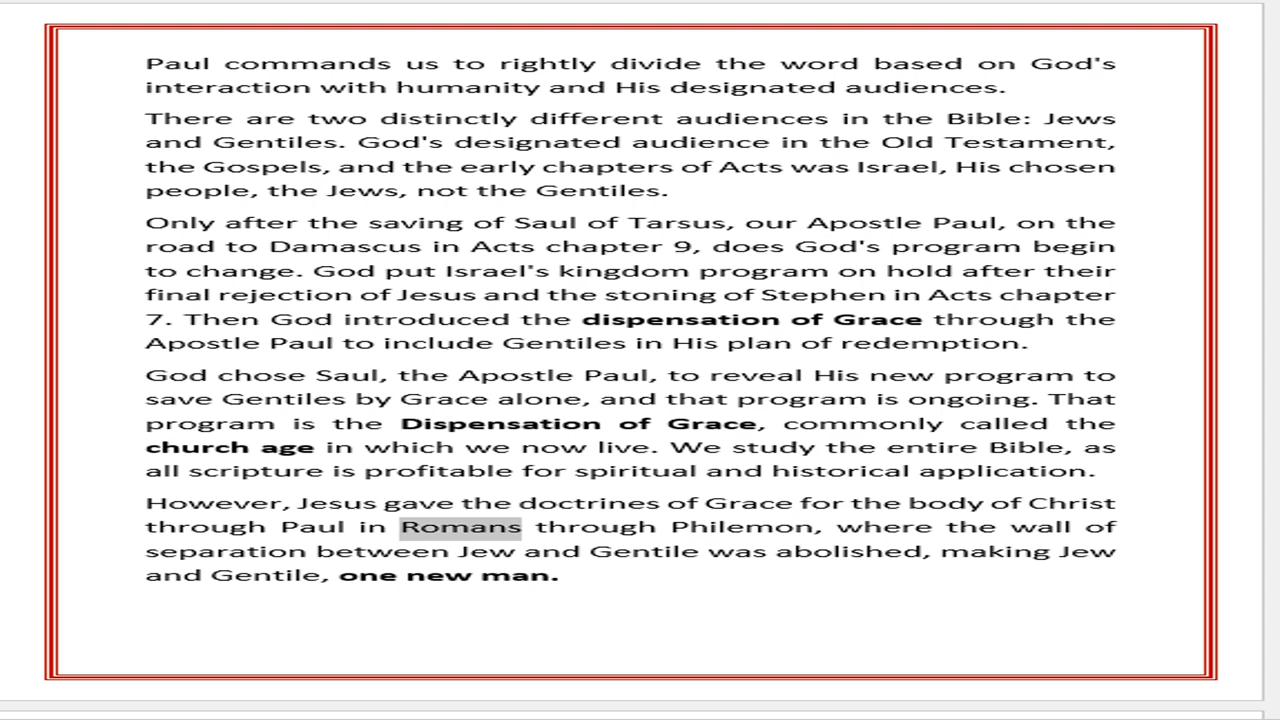 Paul commands us to rightly divide the word based on God's
interaction with humanity and His designated audiences.
There are two distinctly different audiences in the Bible: Jews
and Gentiles. God's designated audience in the Old Testament,
the Gospels, and the early chapters of Acts was Israel, His chosen
people, the Jews, not the Gentiles.
Only after the saving of Saul of Tarsus, our Apostle Paul, on the
road to Damascus in Acts chapter 9, does God's program begin
to change. God put Israel's kingdom program on hold after their
final rejection of Jesus and the stoning of Stephen in Acts chapter
7. Then God introduced the dispensation of Grace through the
Apostle Paul to include Gentiles in His plan of redemption.
God chose Saul, the Apostle Paul, to reveal His new program to
save Gentiles by Grace alone, and that program is ongoing. That
program is the Dispensation of Grace, commonly called the
church age in which we now live. We study the entire Bible, as
all scripture is profitable for spiritual and historical application.
However, Jesus gave the doctrines of Grace for the body of Christ
through Paul in Romans through Philemon, where the wall of
separation between Jew and Gentile was abolished, making Jew
and Gentile, one new man.